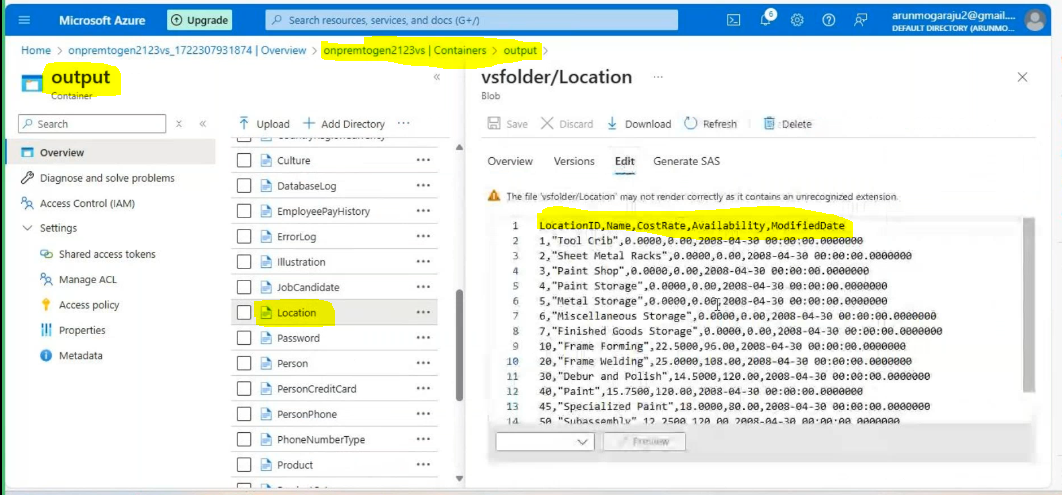 Microsoft Azure
Upgrade
Search resources, services, and docs (G+/)
6
arunmogaraju2@gmail....
DEFAULT DIRECTORY (ARUNMO...
Home > onpremtogen2123vs_1722307931874 | Overview > onpremtogen2123vs | Containers > output >
output
Container
Search
Overview
Diagnose and solve problems
Access Control (IAM)
Settings
Shared access tokens
Manage ACL
Access policy
Properties
Metadata
Upload
Add Directory
Culture
DatabaseLog
EmployeePayHistory
ErrorLog
Illustration
JobCandidate
Location
Password
Person
PersonCreditCard
PersonPhone
PhoneNumberType
Product
vsfolder/Location
Blob
Save Discard Download Refresh Delete
Overview Versions Edit Generate SAS
The file 'vsfolder/Location' may not render correctly as it contains an unrecognized extension.
1 LocationID,Name,CostRate,Availability,ModifiedDate
2 1,"Tool Crib",0.0000,0.00,2008-04-30 00:00:00.0000000
3 2,"Sheet Metal Racks",0.0000,0.00,2008-04-30 00:00:00.0000000
4 3,"Paint Shop",0.0000,0.00,2008-04-30 00:00:00.0000000
5 4,"Paint Storage",0.0000,0.00,2008-04-30 00:00:00.0000000
6 5,"Metal Storage",0.0000,0.00,2008-04-30 00:00:00.0000000
7 6,"Miscellaneous Storage",0.0000,0.00,2008-04-30 00:00:00.0000000
8 7,"Finished Goods Storage",0.0000,0.00,2008-04-30 00:00:00.0000000
9 10,"Frame Forming",22.5000,96.00,2008-04-30 00:00:00.0000000
10 20,"Frame Welding",25.0000,108.00,2008-04-30 00:00:00.0000000
11 30,"Debur and Polish",14.5000,120.00,2008-04-30 00:00:00.0000000
12 40,"Paint",15.7500,120.00,2008-04-30 00:00:00.0000000
13 45,"Specialized Paint",18.0000,80.00,2008-04-30 00:00:00.0000000
14 50,"Subassembly",12.2500,120.00,2008-04-30 00:00:00.0000000
Preview